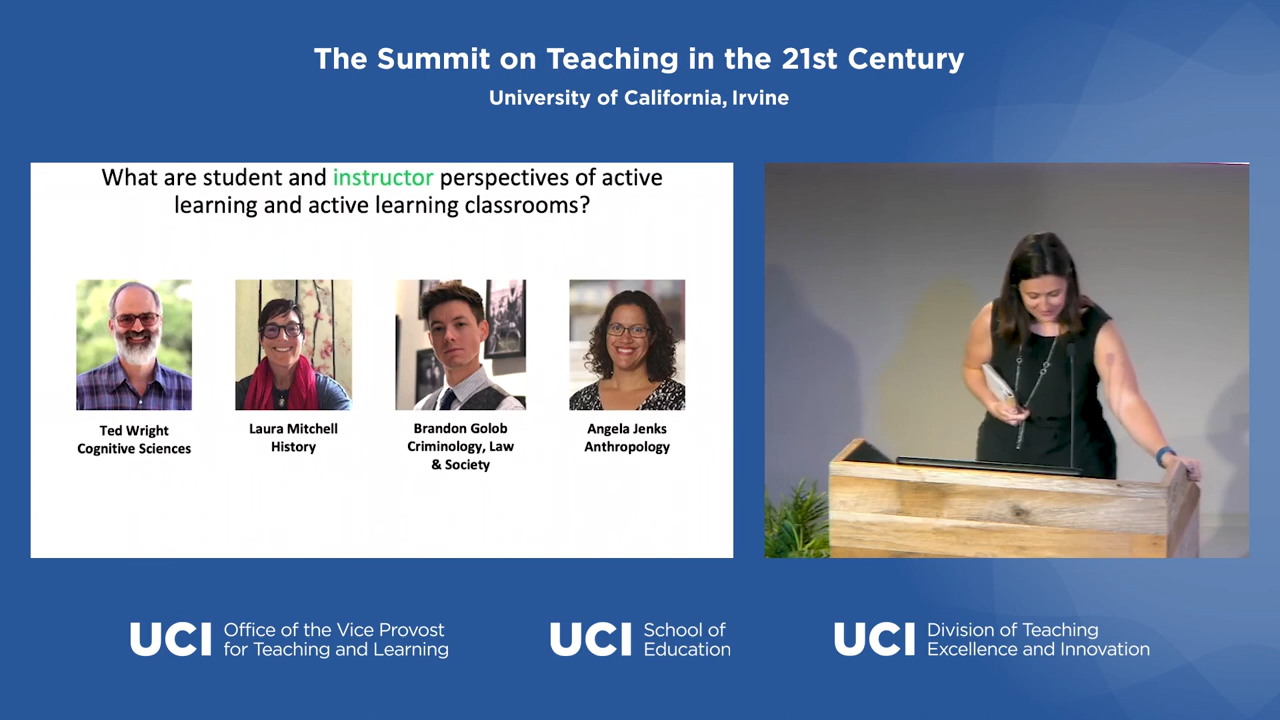 The Summit on Teaching in the 21st Century
University of California, Irvine
What are student and instructor perspectives of active
learning and active learning classrooms?
Ted Wright
Cognitive Sciences
Laura Mitchell
History
Brandon Golob
Criminology, Law
& Society
Angela Jenks
Anthropology
UCI Office of the Vice Provost
for Teaching and Learning
UCI School of
Education
UCI Division of Teaching
Excellence and Innovation